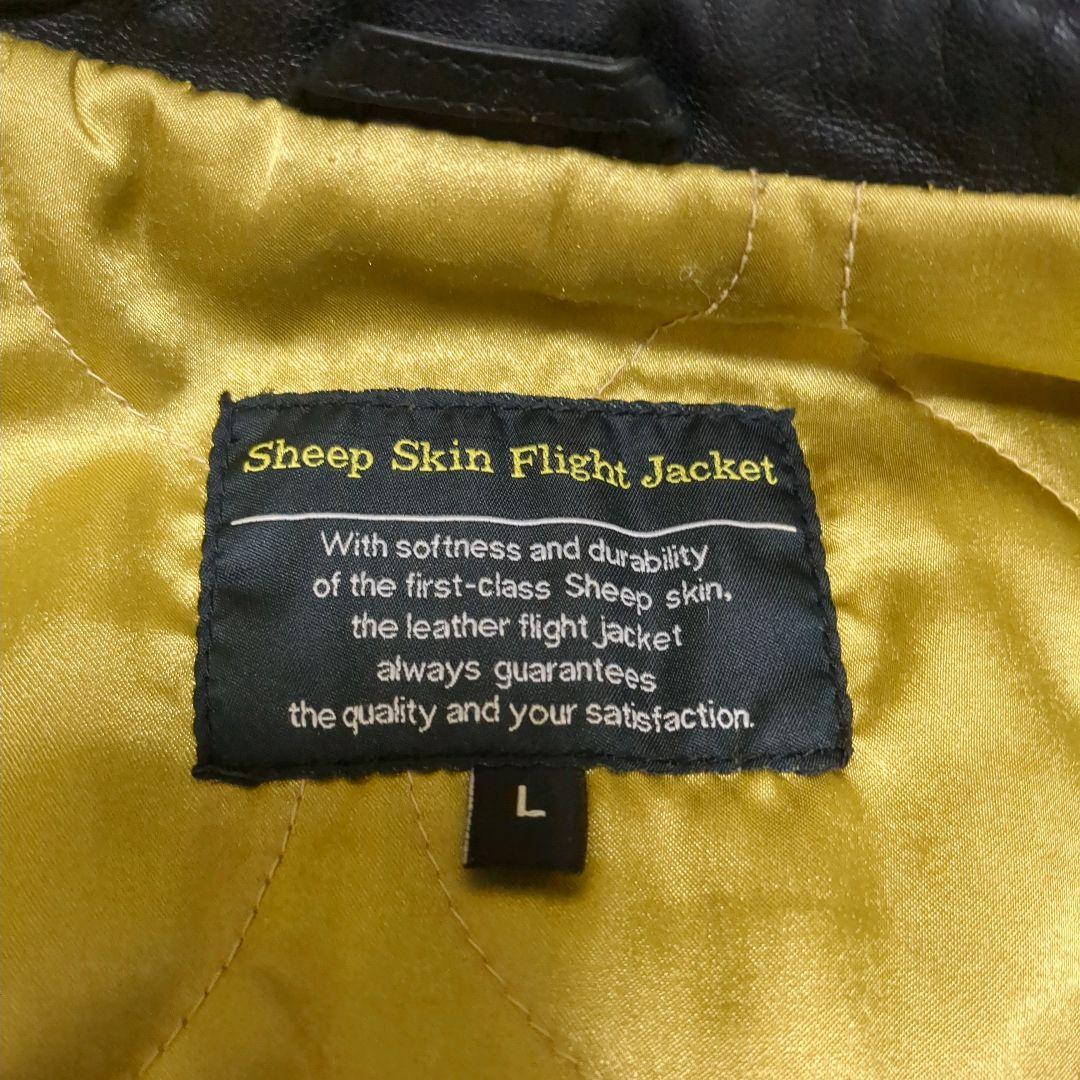 Sheep Skin Flight Jacket
With softness and durability
of the first-class Sheep skin,
the leather flight jacket
always guarantees
the quality and your satisfaction.
L